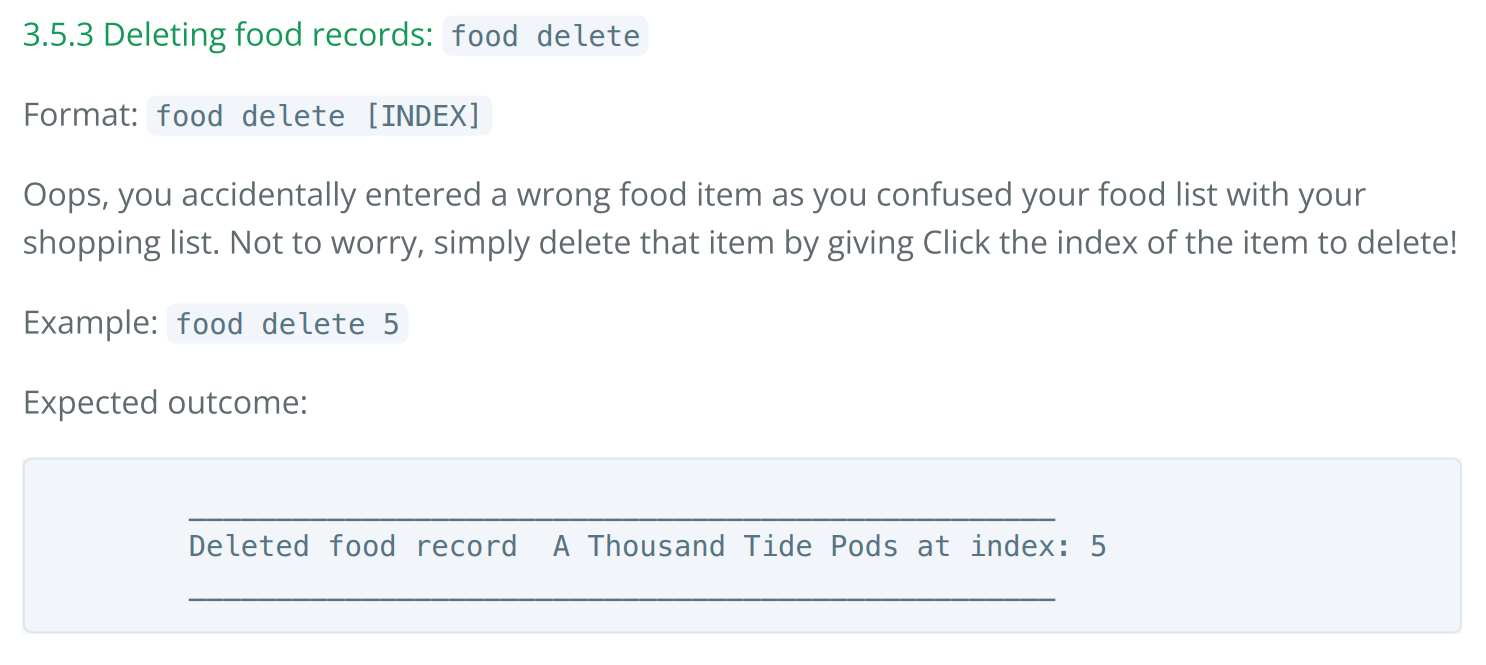 3.5.3 Deleting food records: food delete
Format: food delete [INDEX]
Oops, you accidentally entered a wrong food item as you confused your food list with your
shopping list. Not to worry, simply delete that item by giving Click the index of the item to delete!
Example: food delete 5
Expected outcome:
Deleted food record  A Thousand Tide Pods at index: 5